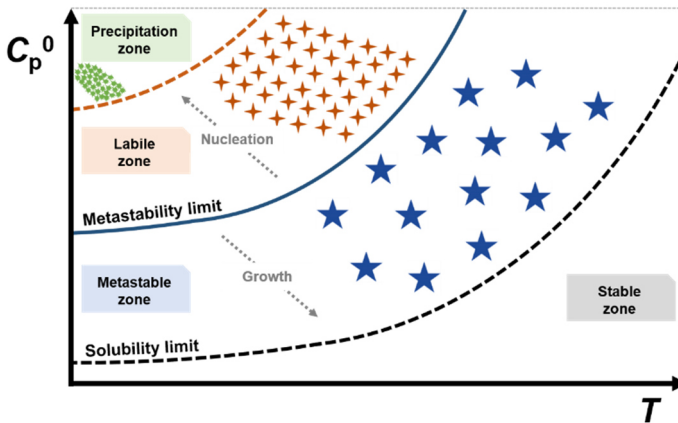 Cp⁰
Precipitation
zone
Nucleation
Labile
zone
Metastability limit
Growth
Metastable
zone
Stable
zone
Solubility limit
T